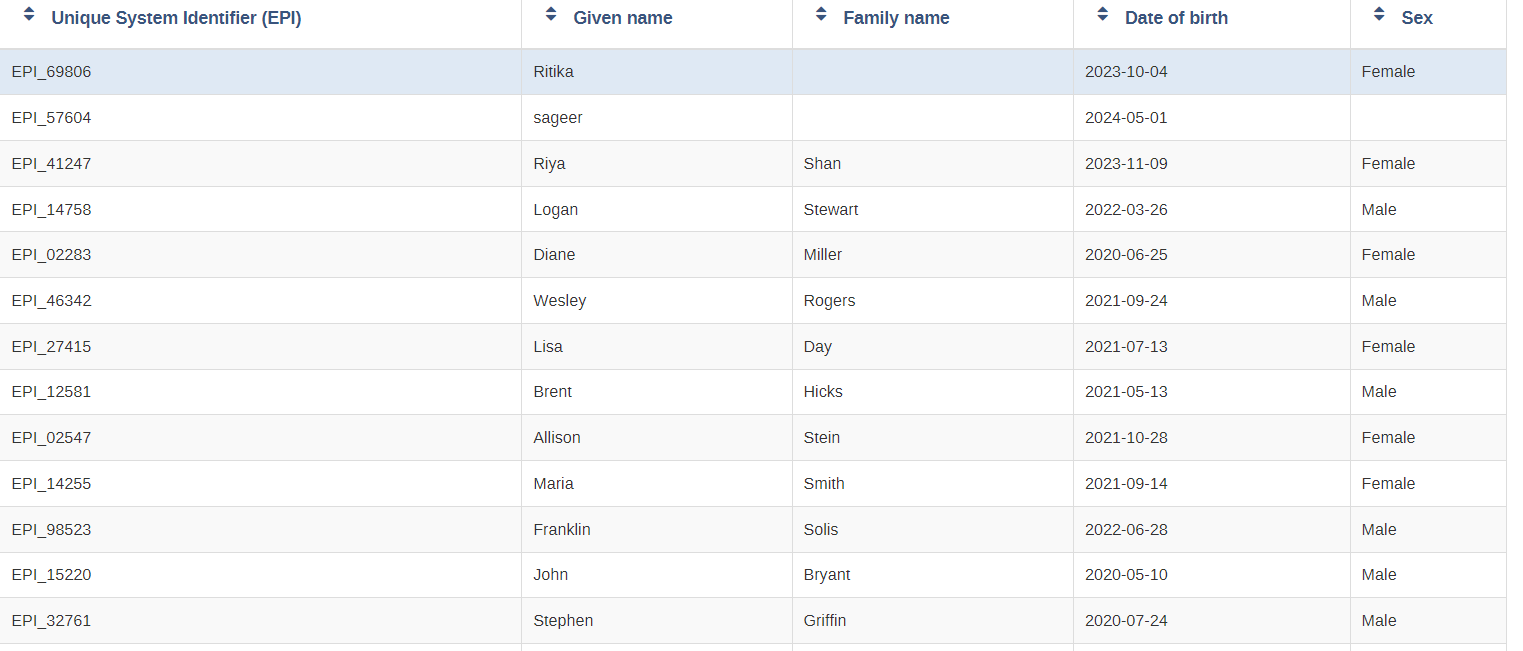 Unique System Identifier (EPI) Given name Family name Date of birth Sex
EPI_69806 Ritika 2023-10-04 Female
EPI_57604 sageer 2024-05-01
EPI_41247 Riya Shan 2023-11-09 Female
EPI_14758 Logan Stewart 2022-03-26 Male
EPI_02283 Diane Miller 2020-06-25 Female
EPI_46342 Wesley Rogers 2021-09-24 Male
EPI_27415 Lisa Day 2021-07-13 Female
EPI_12581 Brent Hicks 2021-05-13 Male
EPI_02547 Allison Stein 2021-10-28 Female
EPI_14255 Maria Smith 2021-09-14 Female
EPI_98523 Franklin Solis 2022-06-28 Male
EPI_15220 John Bryant 2020-05-10 Male
EPI_32761 Stephen Griffin 2020-07-24 Male